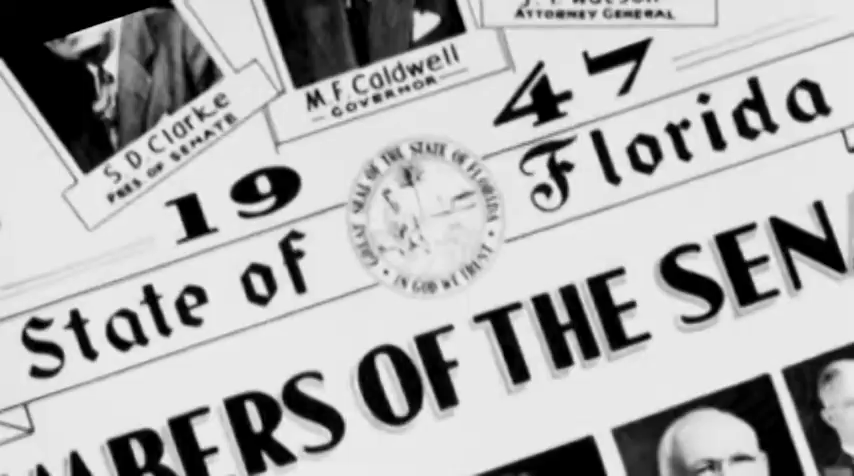 J. T. Watson
ATTORNEY GENERAL
M.F. Caldwell
GOVERNOR
S.D. Clarke
PRES OF SENATE
19 47
State of Florida
GREAT SEAL OF THE STATE OF FLORIDA
IN GOD WE TRUST
MBERS OF THE SEN